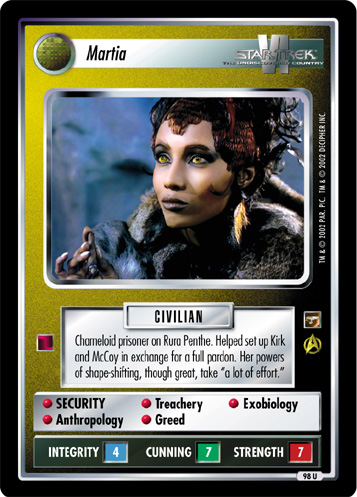 Martia
STAR TREK
VI
THE UNDISCOVERED COUNTRY
TM & © 2002 PAR. PIC. TM & © 2002 DECIPHER INC.
CIVILIAN
Chameloid prisoner on Rura Penthe. Helped set up Kirk
and McCoy in exchange for a full pardon. Her powers
of shape-shifting, though great, take “a lot of effort.”
SECURITY Treachery Exobiology
Anthropology Greed
INTEGRITY 4 CUNNING 7 STRENGTH 7
98 U